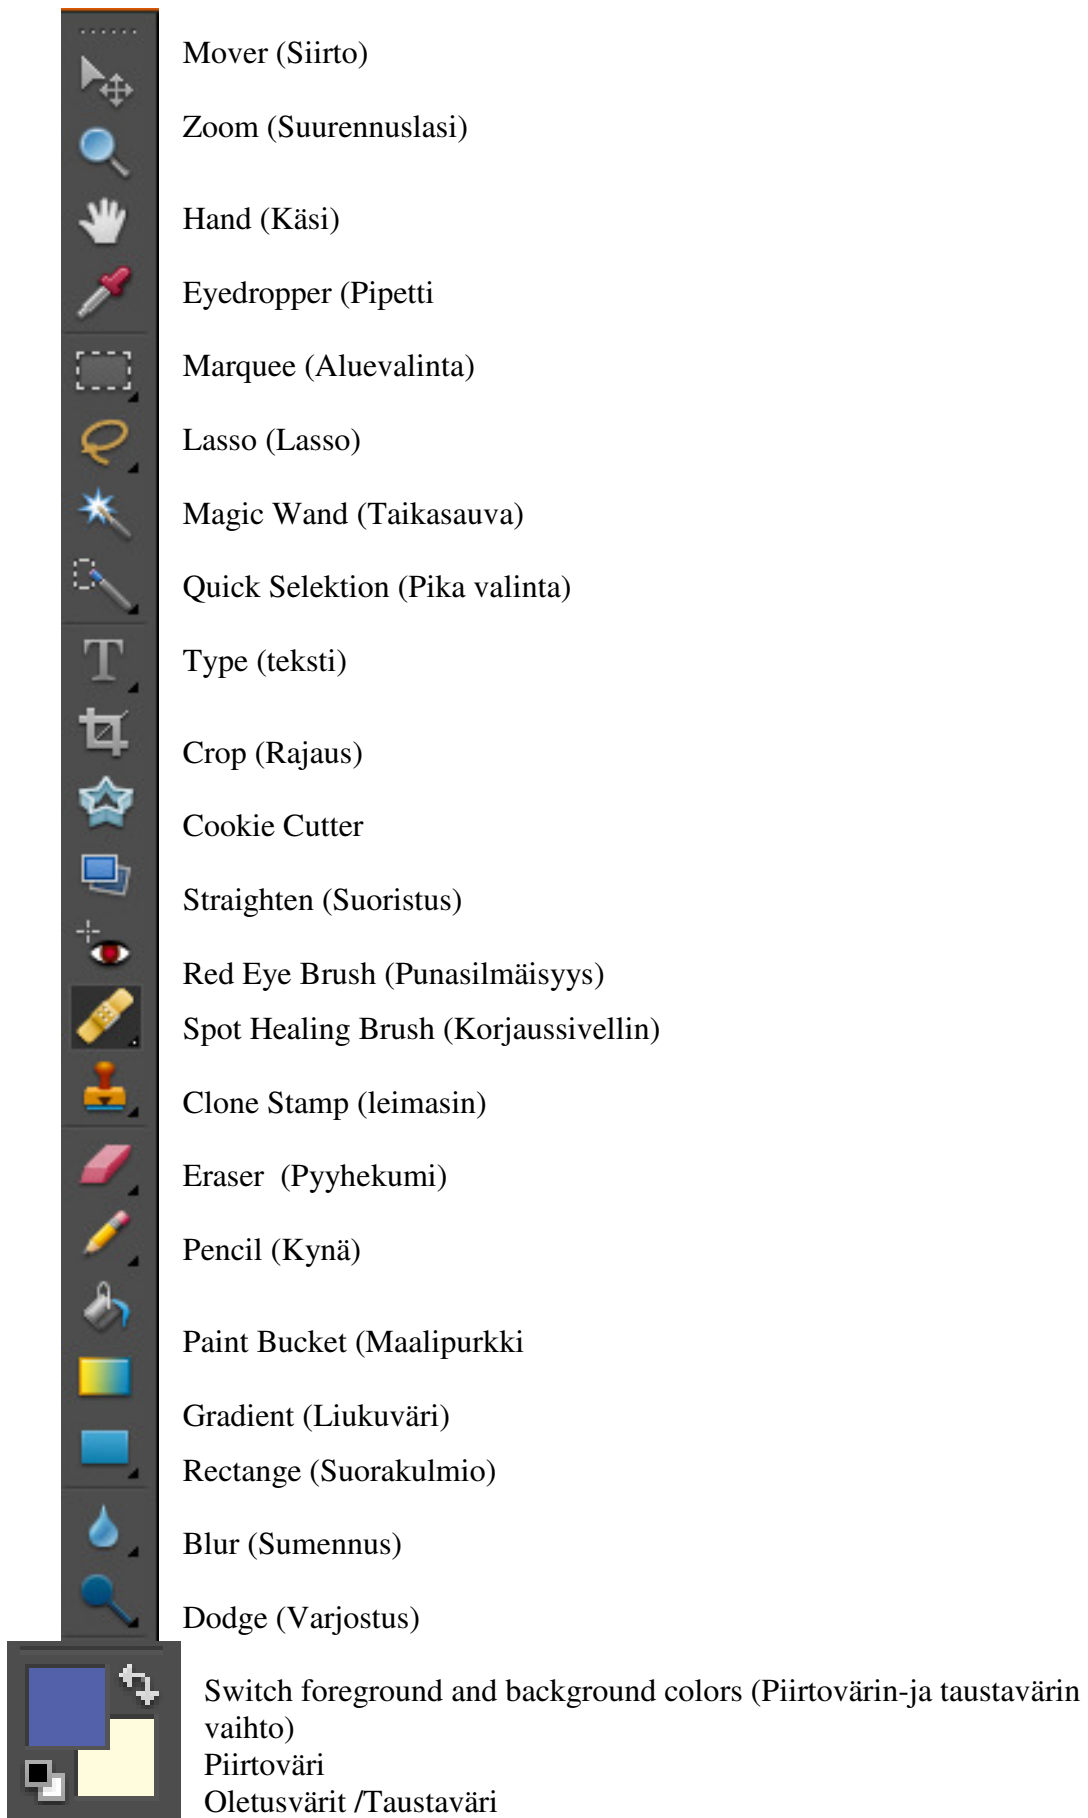 Mover (Siirto)
Zoom (Suurennuslasi)
Hand (Käsi)
Eyedropper (Pipetti
Marquee (Aluevalinta)
Lasso (Lasso)
Magic Wand (Taikasauva)
Quick Selektion (Pika valinta)
Type (teksti)
Crop (Rajaus)
Cookie Cutter
Straighten (Suoristus)
Red Eye Brush (Punasilmäisyys)
Spot Healing Brush (Korjaussivellin)
Clone Stamp (leimasin)
Eraser  (Pyyhekumi)
Pencil (Kynä)
Paint Bucket (Maalipurkki
Gradient (Liukuväri)
Rectange (Suorakulmio)
Blur (Sumennus)
Dodge (Varjostus)
Switch foreground and background colors (Piirtovärin-ja taustavärin
vaihto)
Piirtoväri
Oletusvärit /Taustaväri